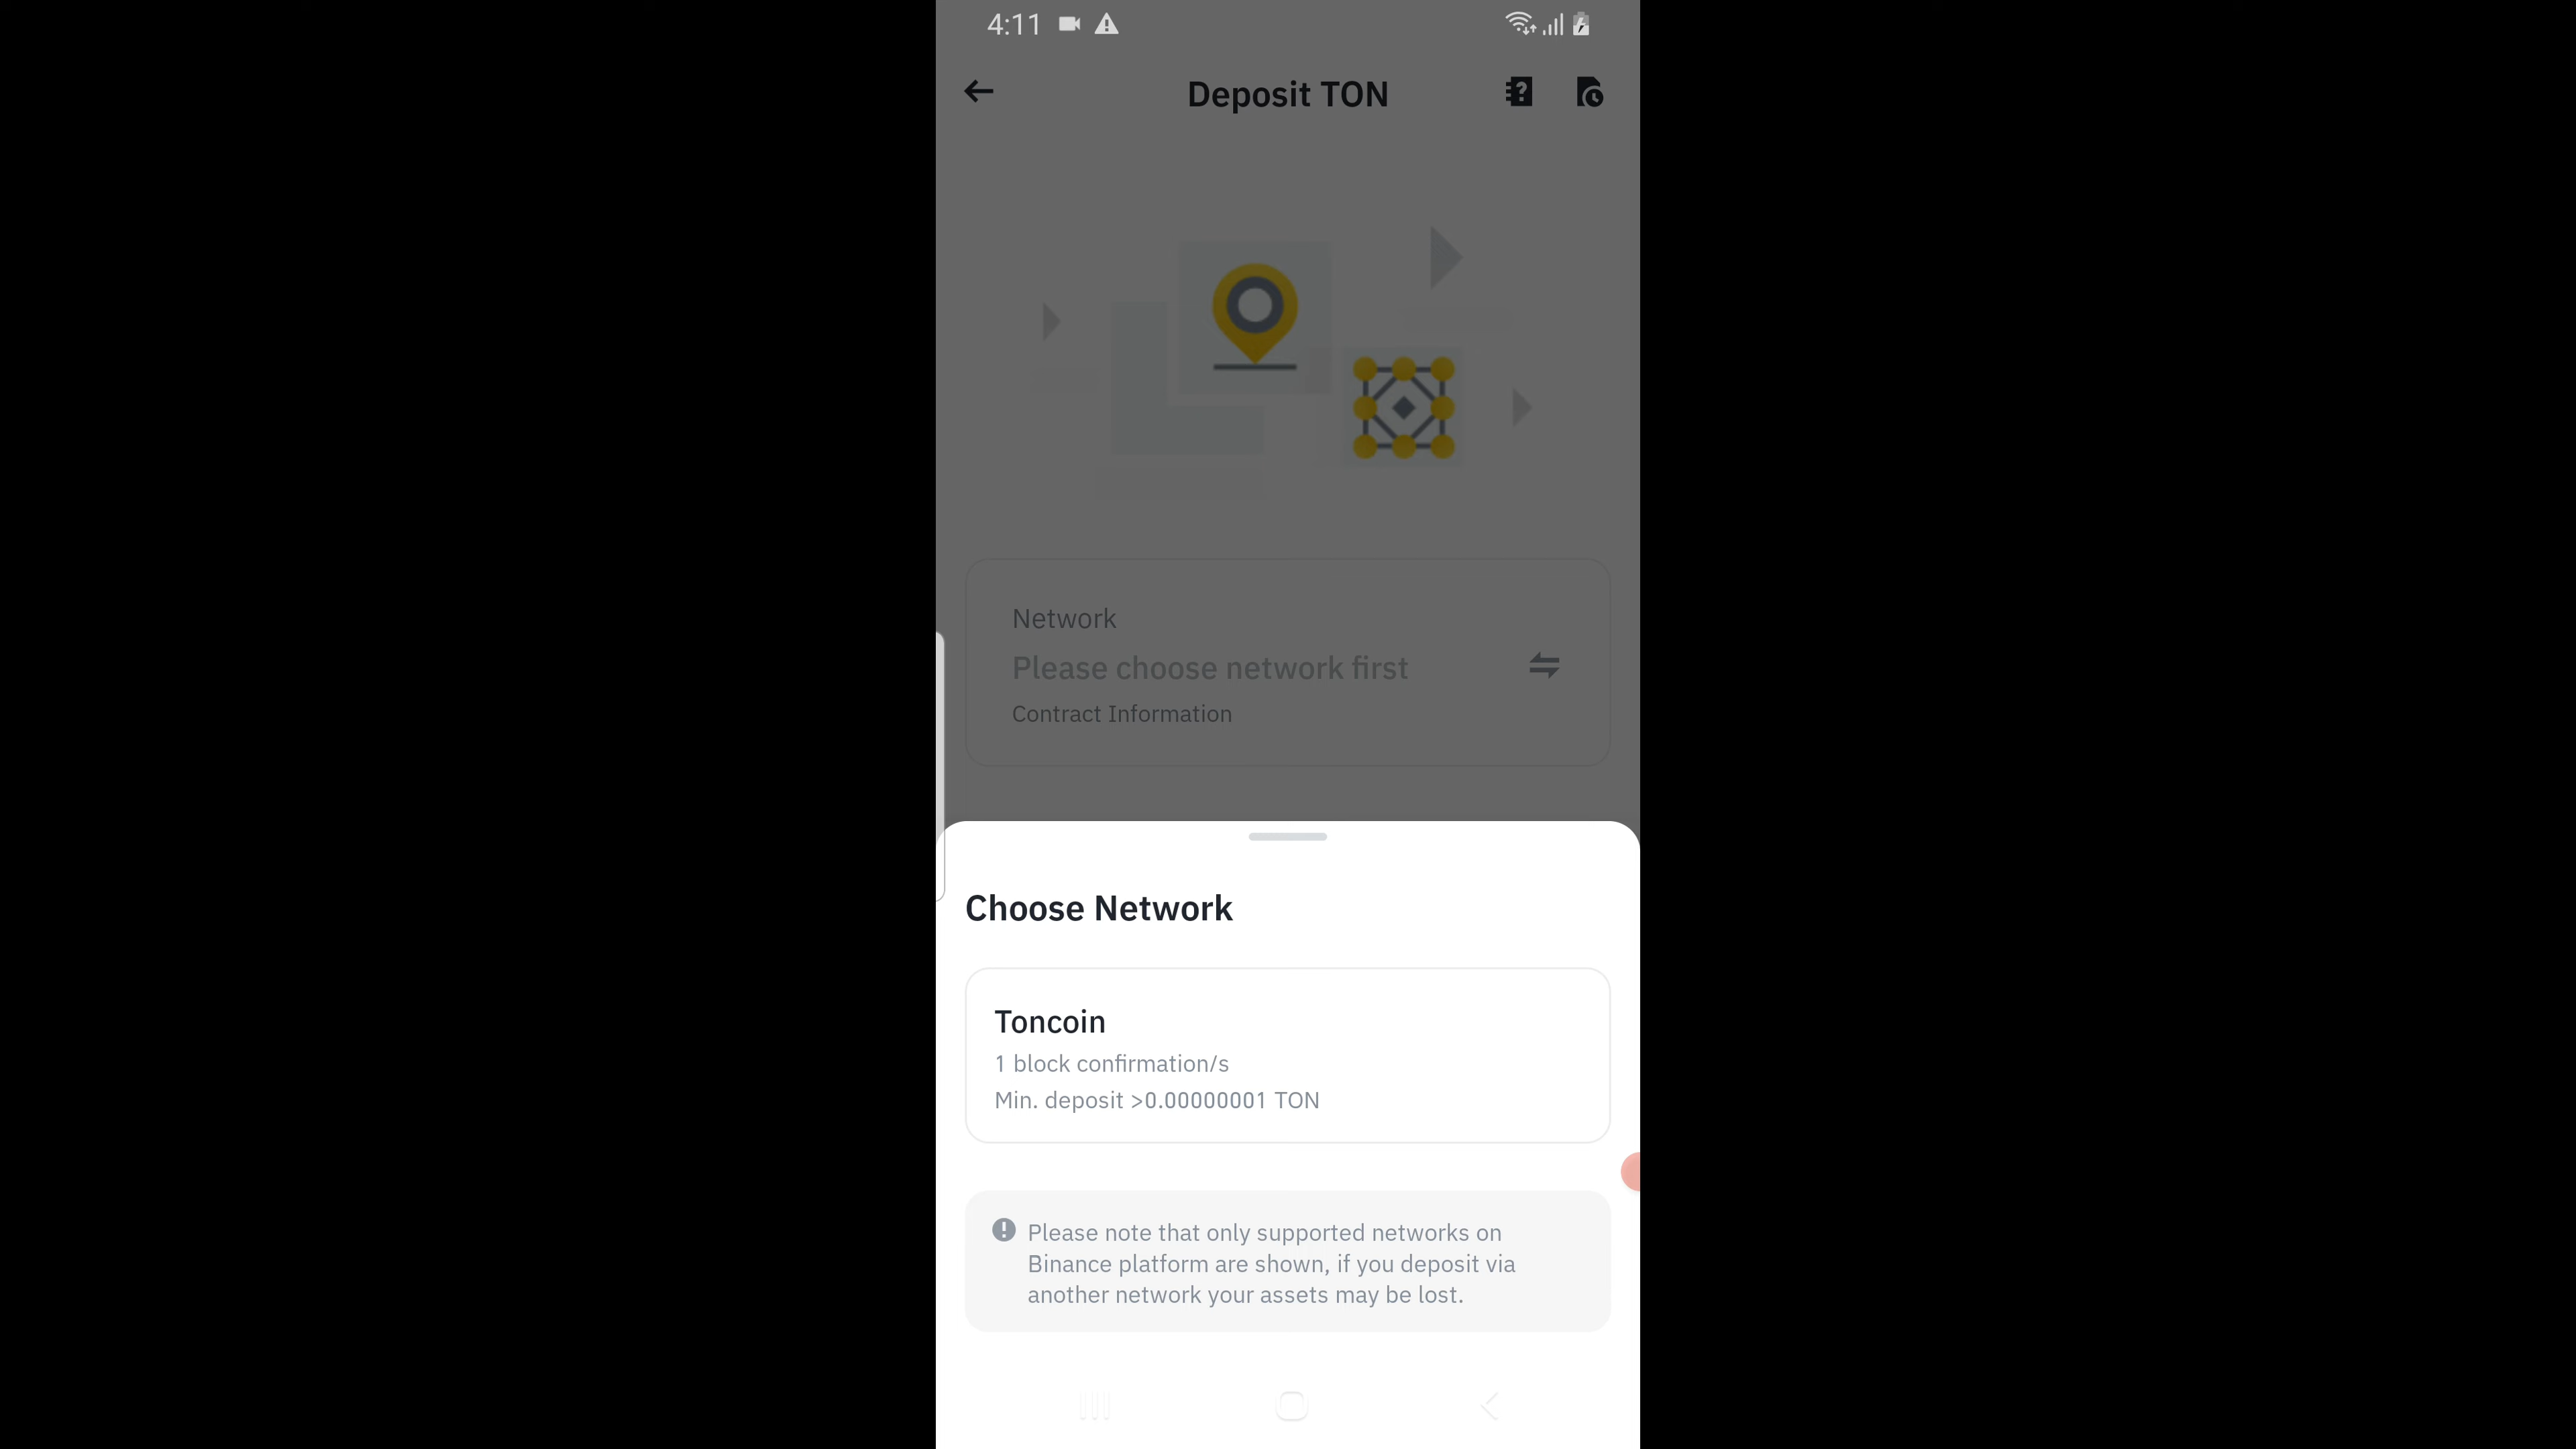 4:11
Deposit TON
Network
Please choose network first
Contract Information
Choose Network
Toncoin
1 block confirmation/s
Min. deposit >0.00000001 TON
Please note that only supported networks on
Binance platform are shown, if you deposit via
another network your assets may be lost.